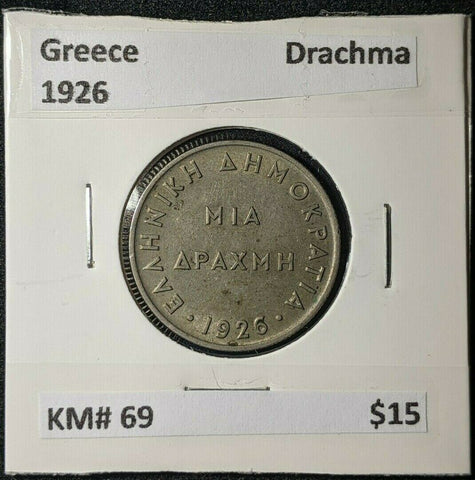 Greece Drachma
1926
ΕΛΛΗΝΙΚΗ ΔΗΜΟΚΡΑΤΙΑ
ΜΙΑ
ΔΡΑΧΜΗ
· 1926 ·
KM# 69 $15